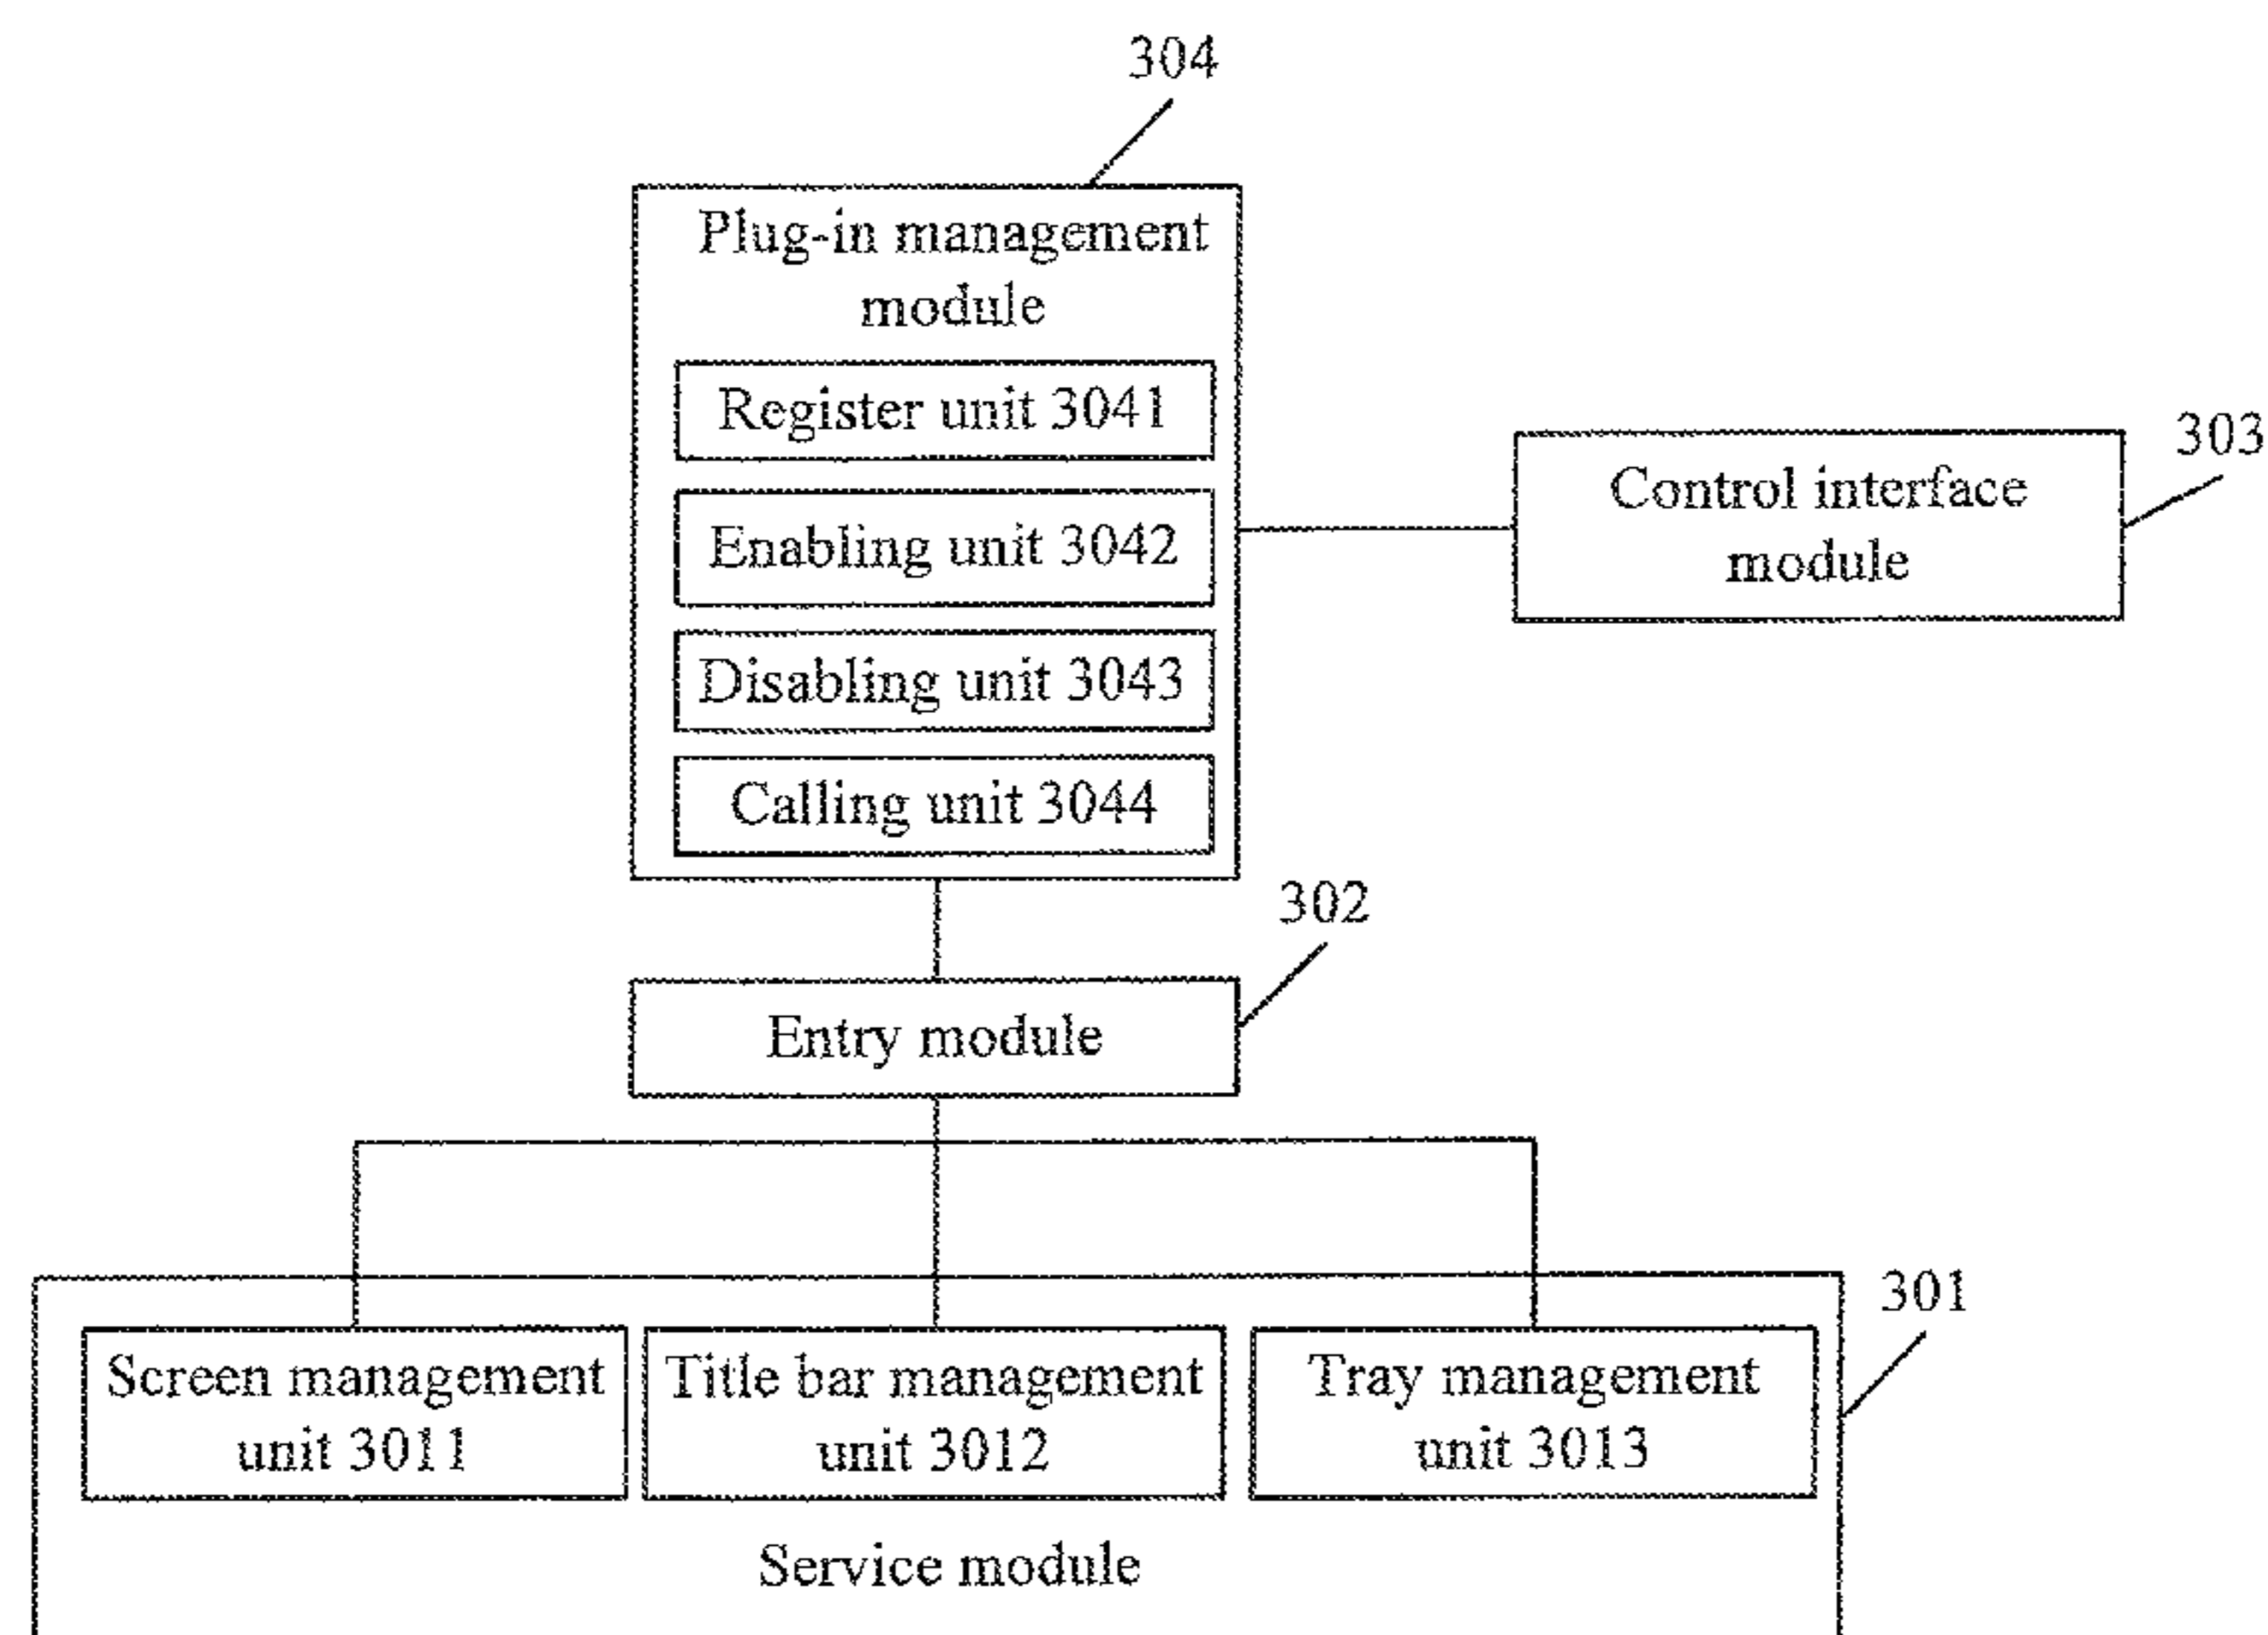 304
Plug-in management
module
Register unit 3041
Enabling unit 3042
Disabling unit 3043
Calling unit 3044
303
Control interface
module
302
Entry module
301
Screen management
unit 3011
Title bar management
unit 3012
Tray management
unit 3013
Service module